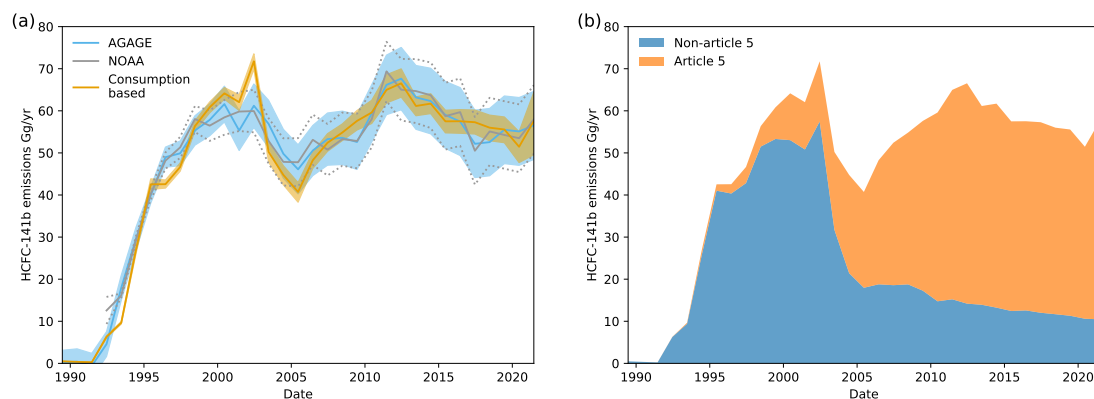 (a)
80
70
60
50
40
30
20
10
0
HCFC-141b emissions Gg/yr
AGAGE
NOAA
Consumption
based
1990 1995 2000 2005 2010 2015 2020
Date
(b)
80
70
60
50
40
30
20
10
0
HCFC-141b emissions Gg/yr
Non-article 5
Article 5
1990 1995 2000 2005 2010 2015 2020
Date